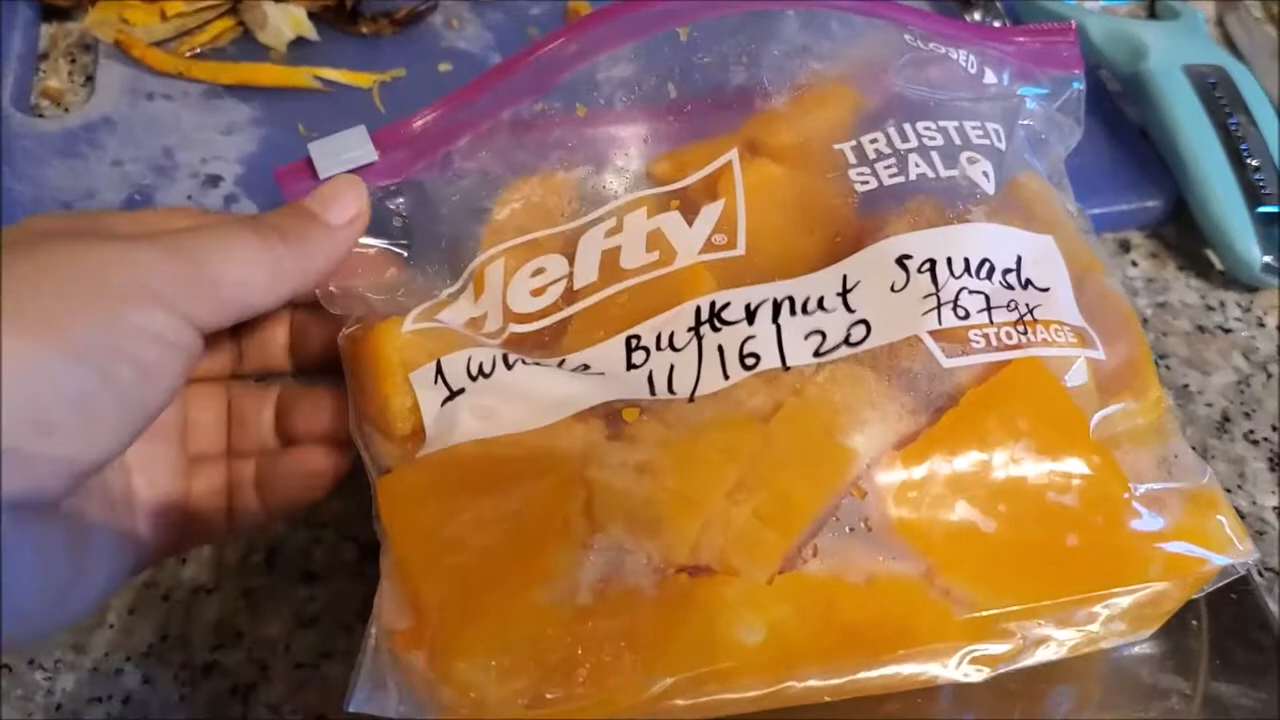 CLOSED
TRUSTED
SEAL
Hefty®
1 Butternut Squash
11/16/20 767gr
STORAGE